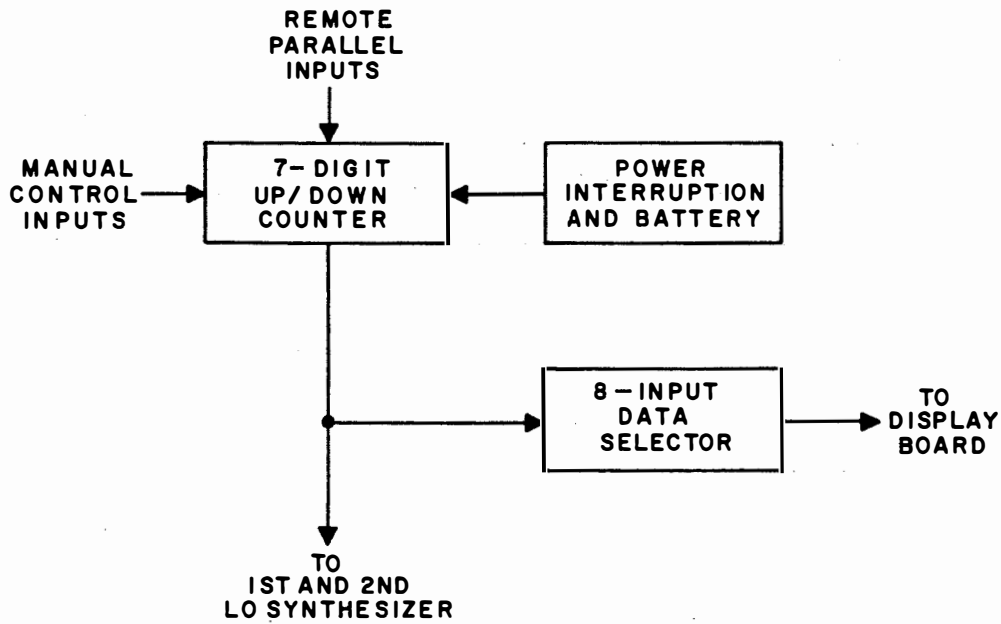 REMOTE
PARALLEL
INPUTS
MANUAL
CONTROL
INPUTS
7-DIGIT
UP/DOWN
COUNTER
POWER
INTERRUPTION
AND BATTERY
8-INPUT
DATA
SELECTOR
TO
DISPLAY
BOARD
TO
1ST AND 2ND
LO SYNTHESIZER